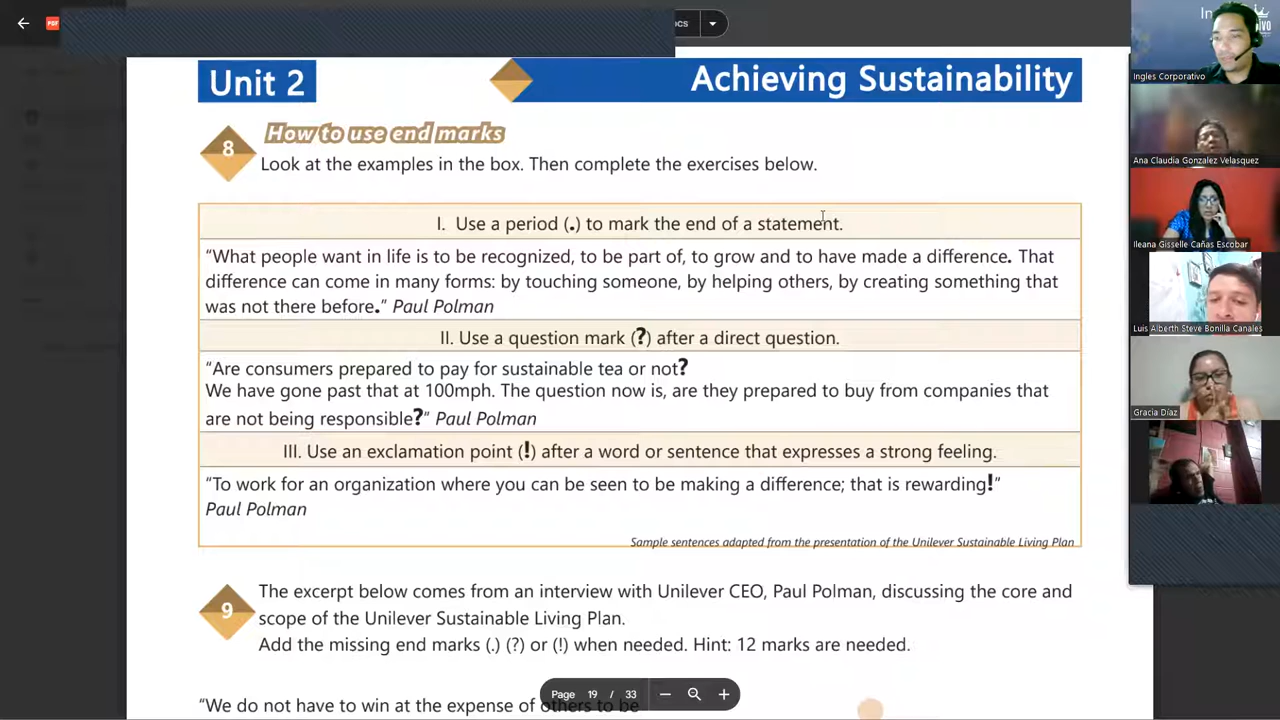 PDF
cs
Unit 2
Achieving Sustainability
8
How to use end marks
Look at the examples in the box. Then complete the exercises below.
I. Use a period (.) to mark the end of a statement.
“What people want in life is to be recognized, to be part of, to grow and to have made a difference. That
difference can come in many forms: by touching someone, by helping others, by creating something that
was not there before.” Paul Polman
II. Use a question mark (?) after a direct question.
“Are consumers prepared to pay for sustainable tea or not?
We have gone past that at 100mph. The question now is, are they prepared to buy from companies that
are not being responsible?” Paul Polman
III. Use an exclamation point (!) after a word or sentence that expresses a strong feeling.
“To work for an organization where you can be seen to be making a difference; that is rewarding!”
Paul Polman
Sample sentences adapted from the presentation of the Unilever Sustainable Living Plan
9
The excerpt below comes from an interview with Unilever CEO, Paul Polman, discussing the core and
scope of the Unilever Sustainable Living Plan.
Add the missing end marks (.) (?) or (!) when needed. Hint: 12 marks are needed.
“We do not have to win at the expense of others to be
Page 19 / 33
Ingles Corporativo
Ana Claudia Gonzalez Velasquez
Ileana Gisselle Cañas Escobar
Luis Alberth Steve Bonilla Canales
Gracia Díaz